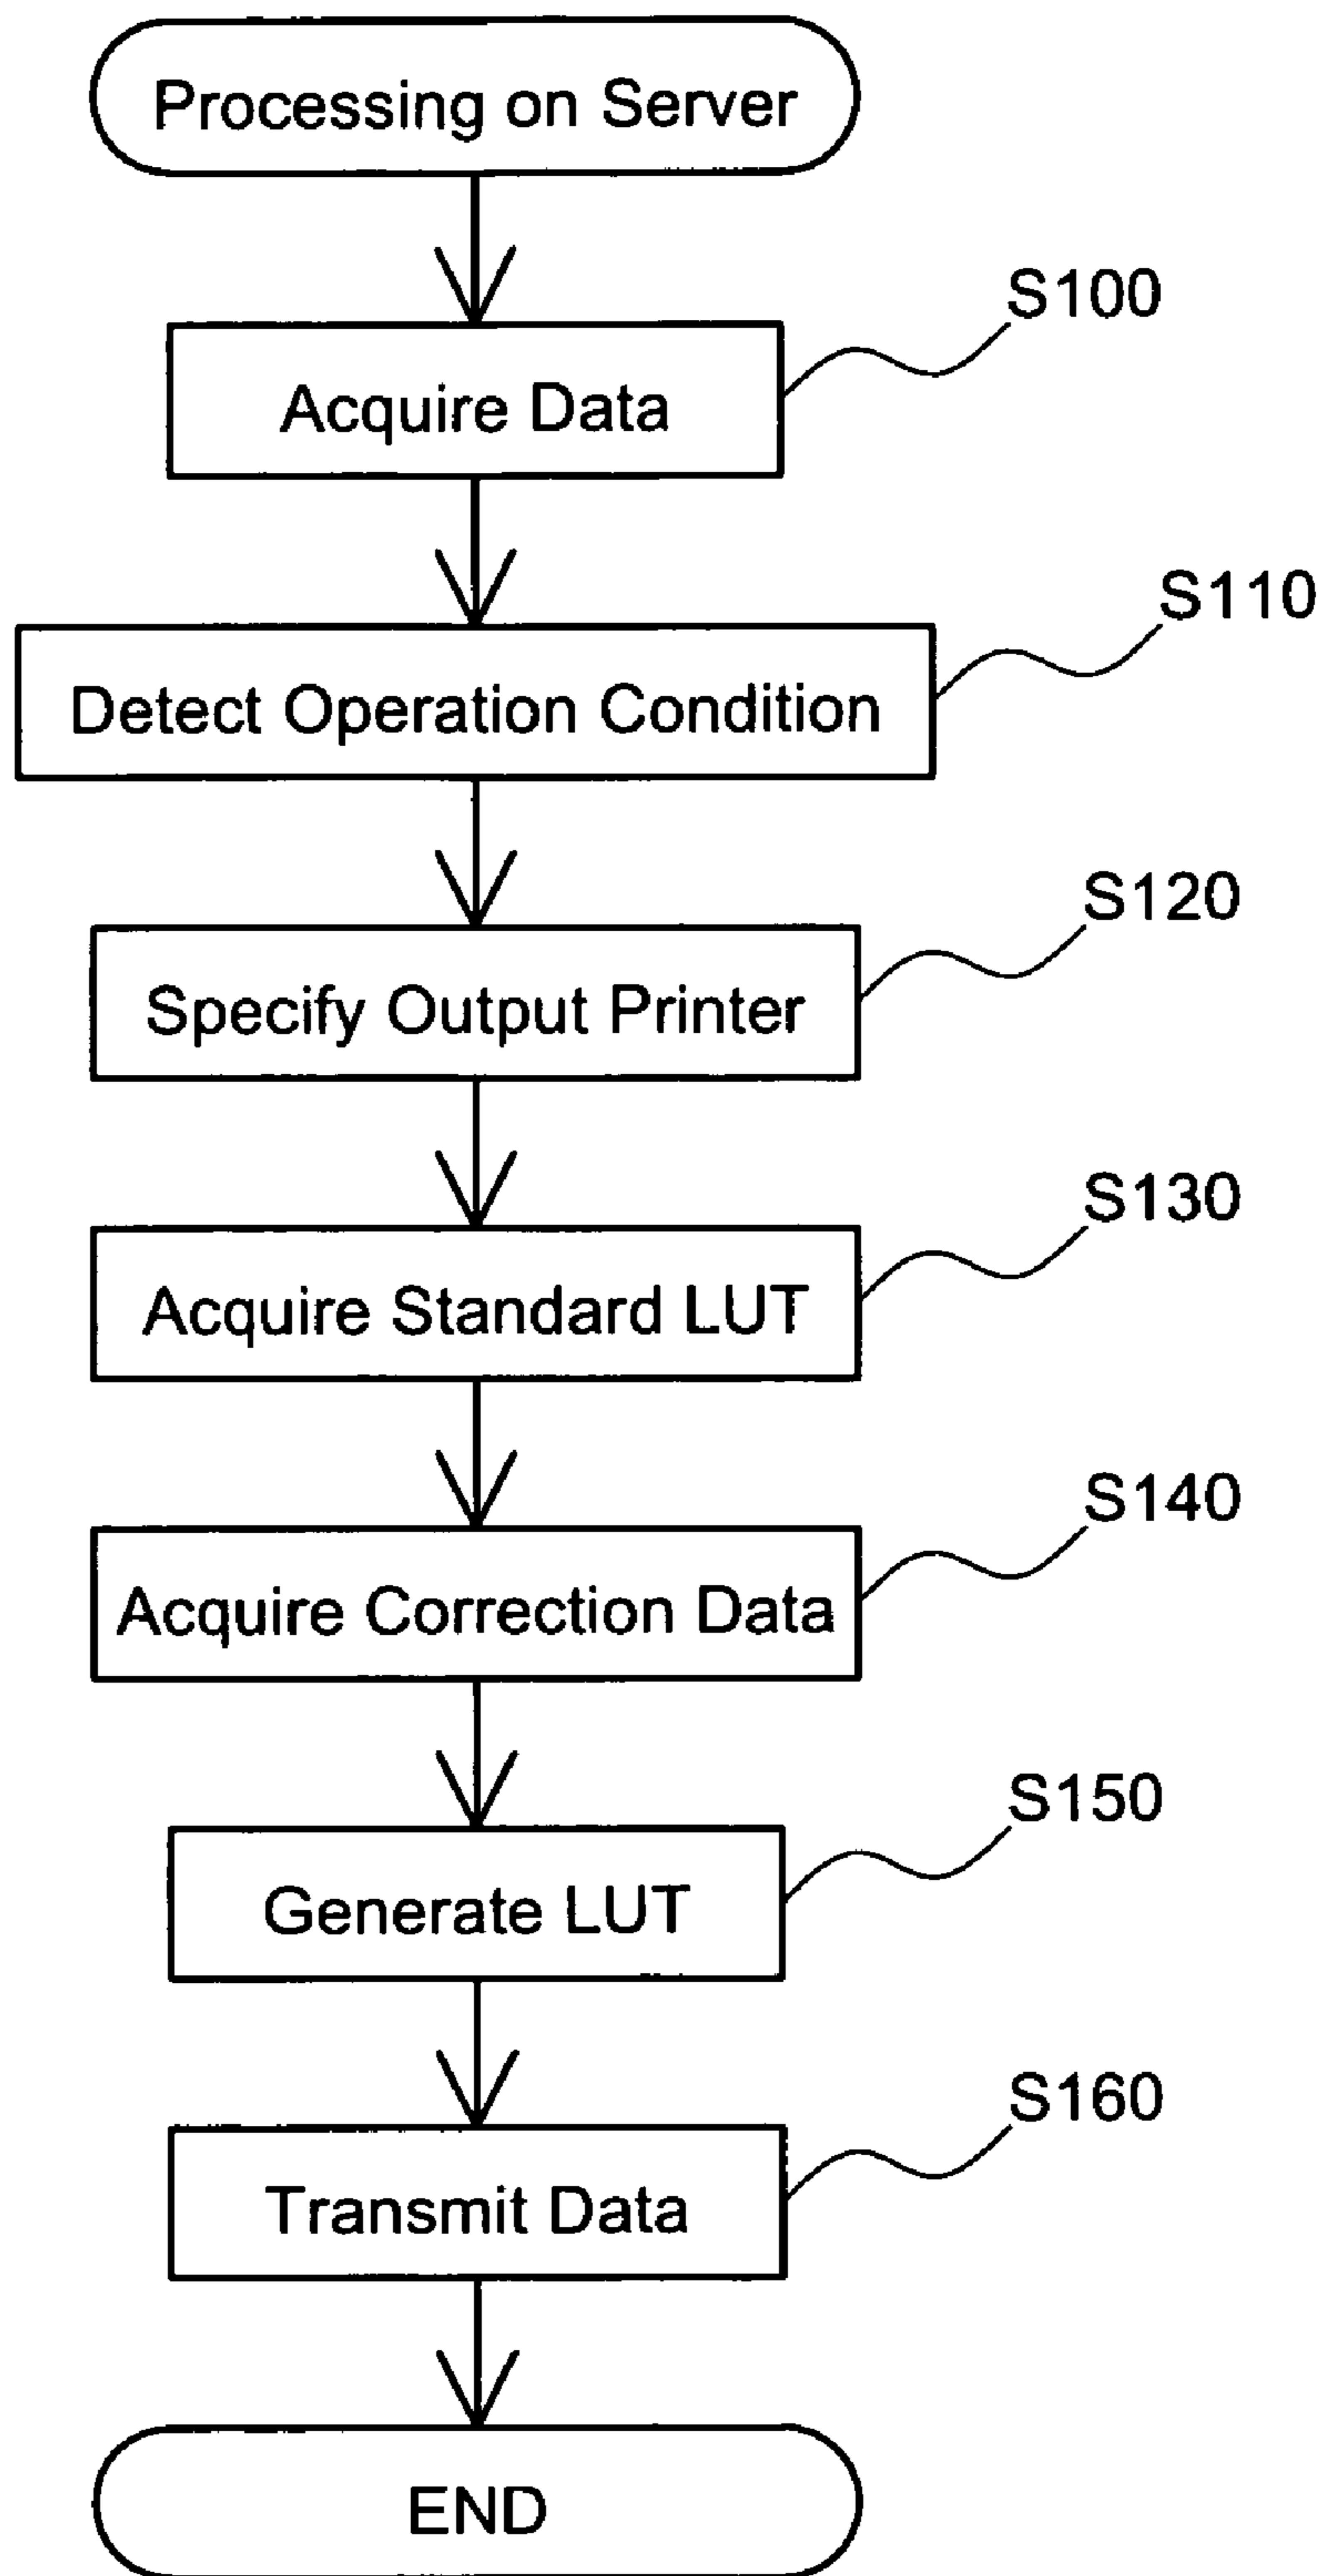 Processing on Server
S100
Acquire Data
S110
Detect Operation Condition
S120
Specify Output Printer
S130
Acquire Standard LUT
S140
Acquire Correction Data
S150
Generate LUT
S160
Transmit Data
END